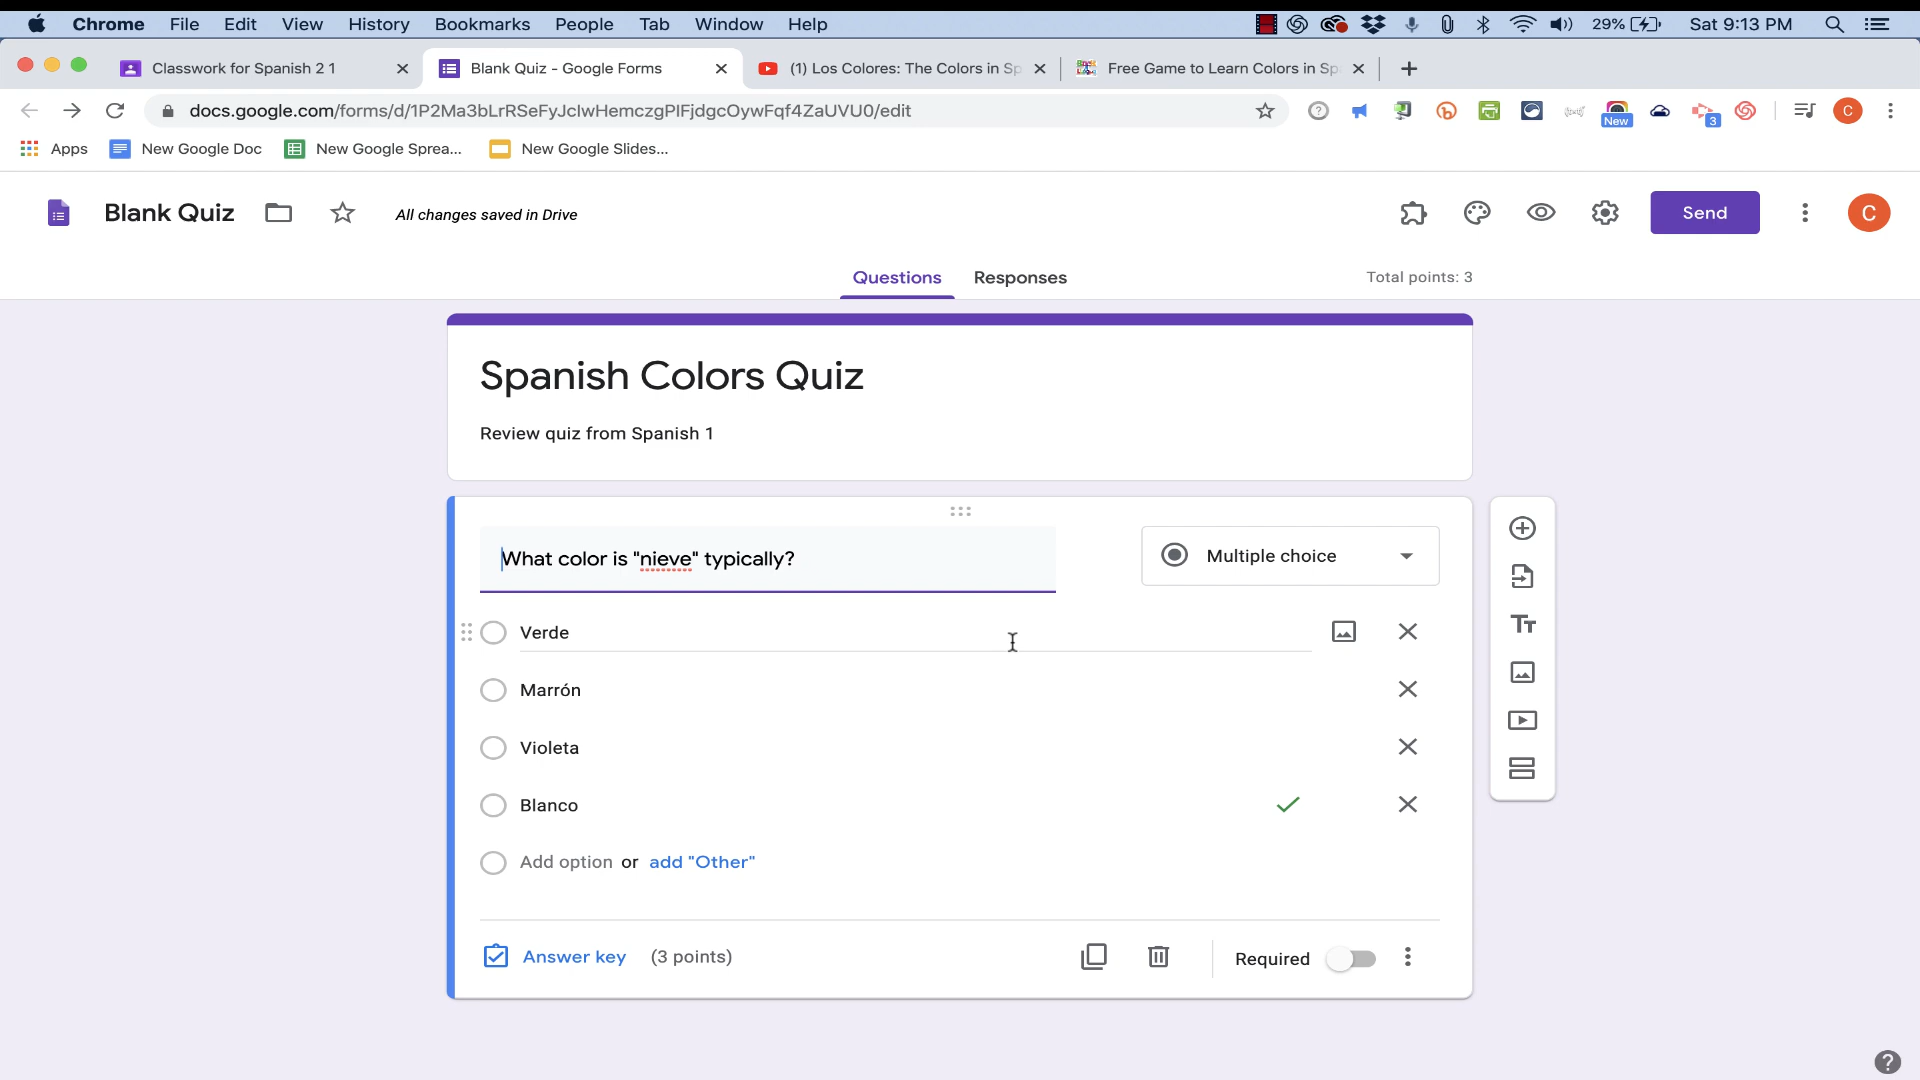 Chrome File Edit View History Bookmarks People Tab Window Help 29% Sat 9:13 PM
Classwork for Spanish 2 1 Blank Quiz - Google Forms (1) Los Colores: The Colors in Sp Free Game to Learn Colors in Sp
docs.google.com/forms/d/1P2Ma3bLrRSeFyJcIwHemczgPIFjdgcOywFqf4ZaUVU0/edit New 3 C
Apps New Google Doc New Google Sprea... New Google Slides...
Blank Quiz All changes saved in Drive Send C
Questions Responses Total points: 3
Spanish Colors Quiz
Review quiz from Spanish 1
What color is "nieve" typically? Multiple choice
Verde
Marrón
Violeta
Blanco
Add option or add "Other"
Answer key (3 points) Required